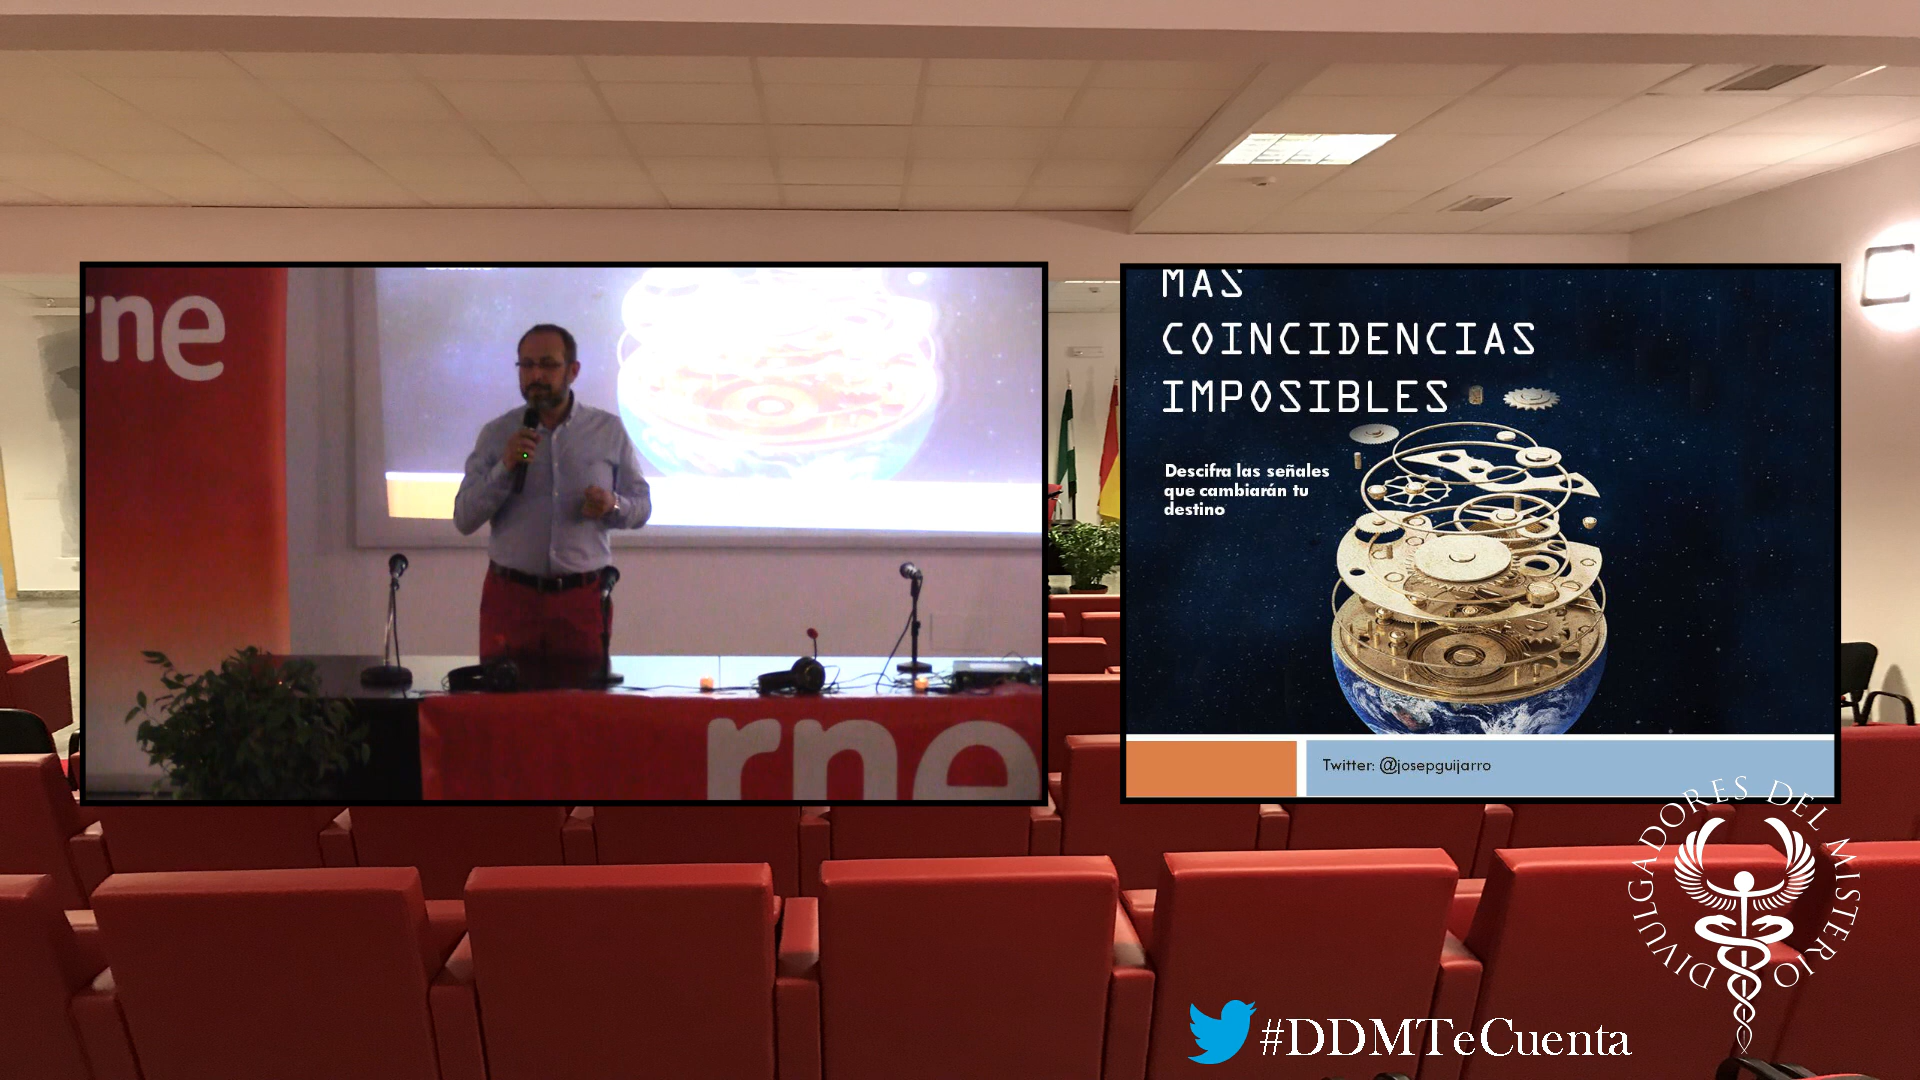 rne
rne
MAS
COINCIDENCIAS
IMPOSIBLES
Descifra las señales
que cambiarán tu
destino
Twitter: @josepguijarro
DIVULGADORES DEL MISTERIO
#DDMTeCuenta